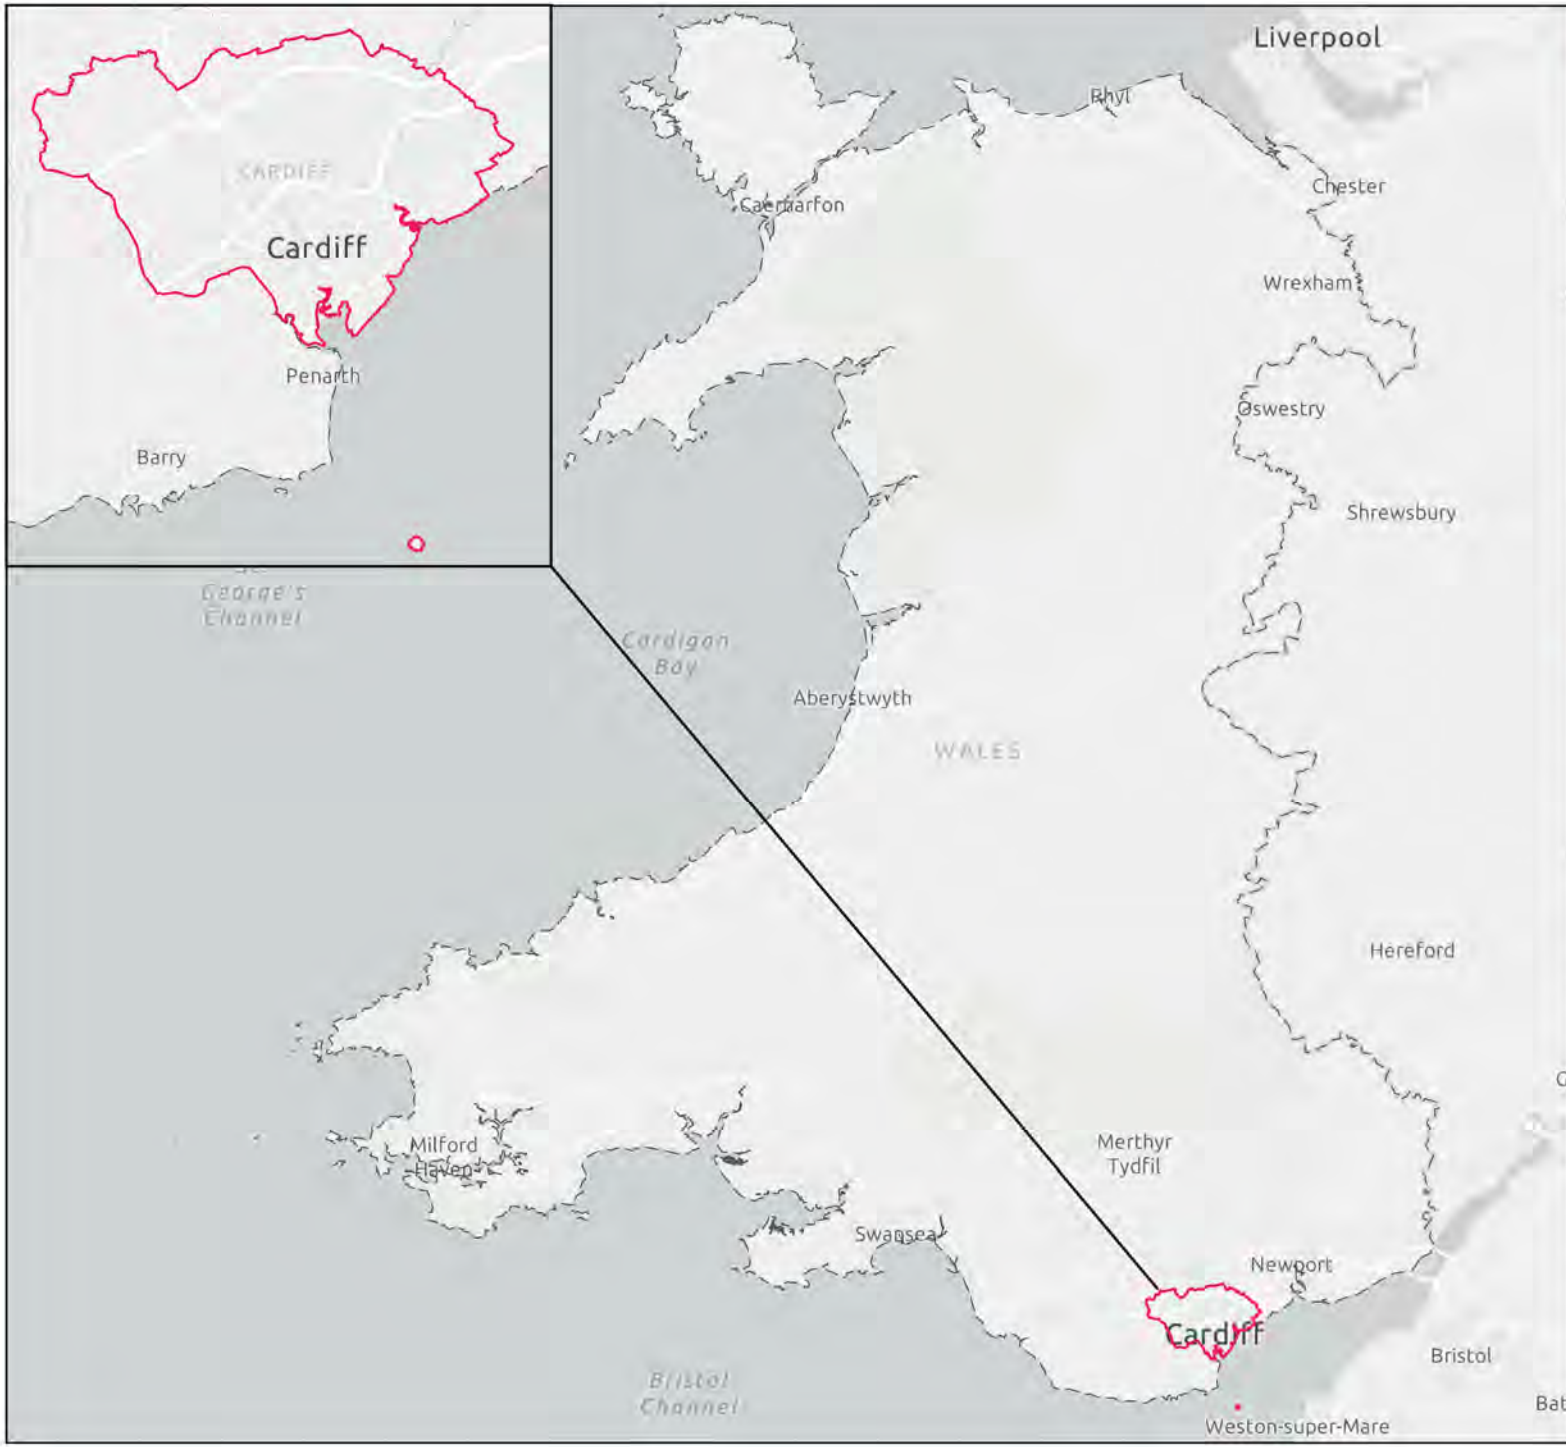 CARDIFF
Cardiff
Penarth
Barry
Liverpool
Rhyl
Chester
Caernarfon
Wrexham
Oswestry
Shrewsbury
George's
Channel
Cardigan
Bay
Aberystwyth
WALES
Hereford
Merthyr
Tydfil
Milford
Haven
Swansea
Newport
Cardiff
Bristol
Bristol
Channel
Bat
Weston-super-Mare